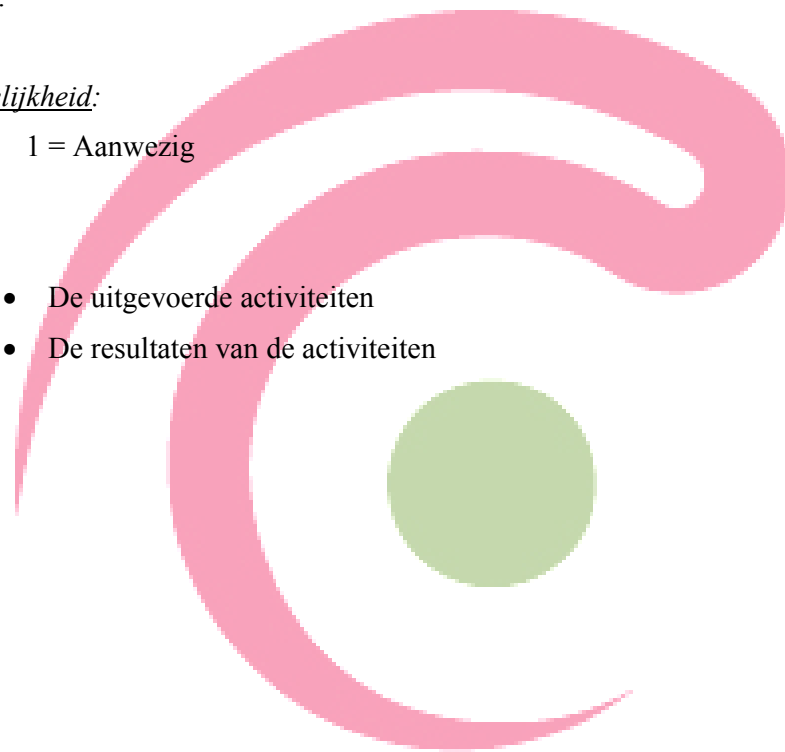 elijkheid:
1 = Aanwezig
• De uitgevoerde activiteiten
• De resultaten van de activiteiten